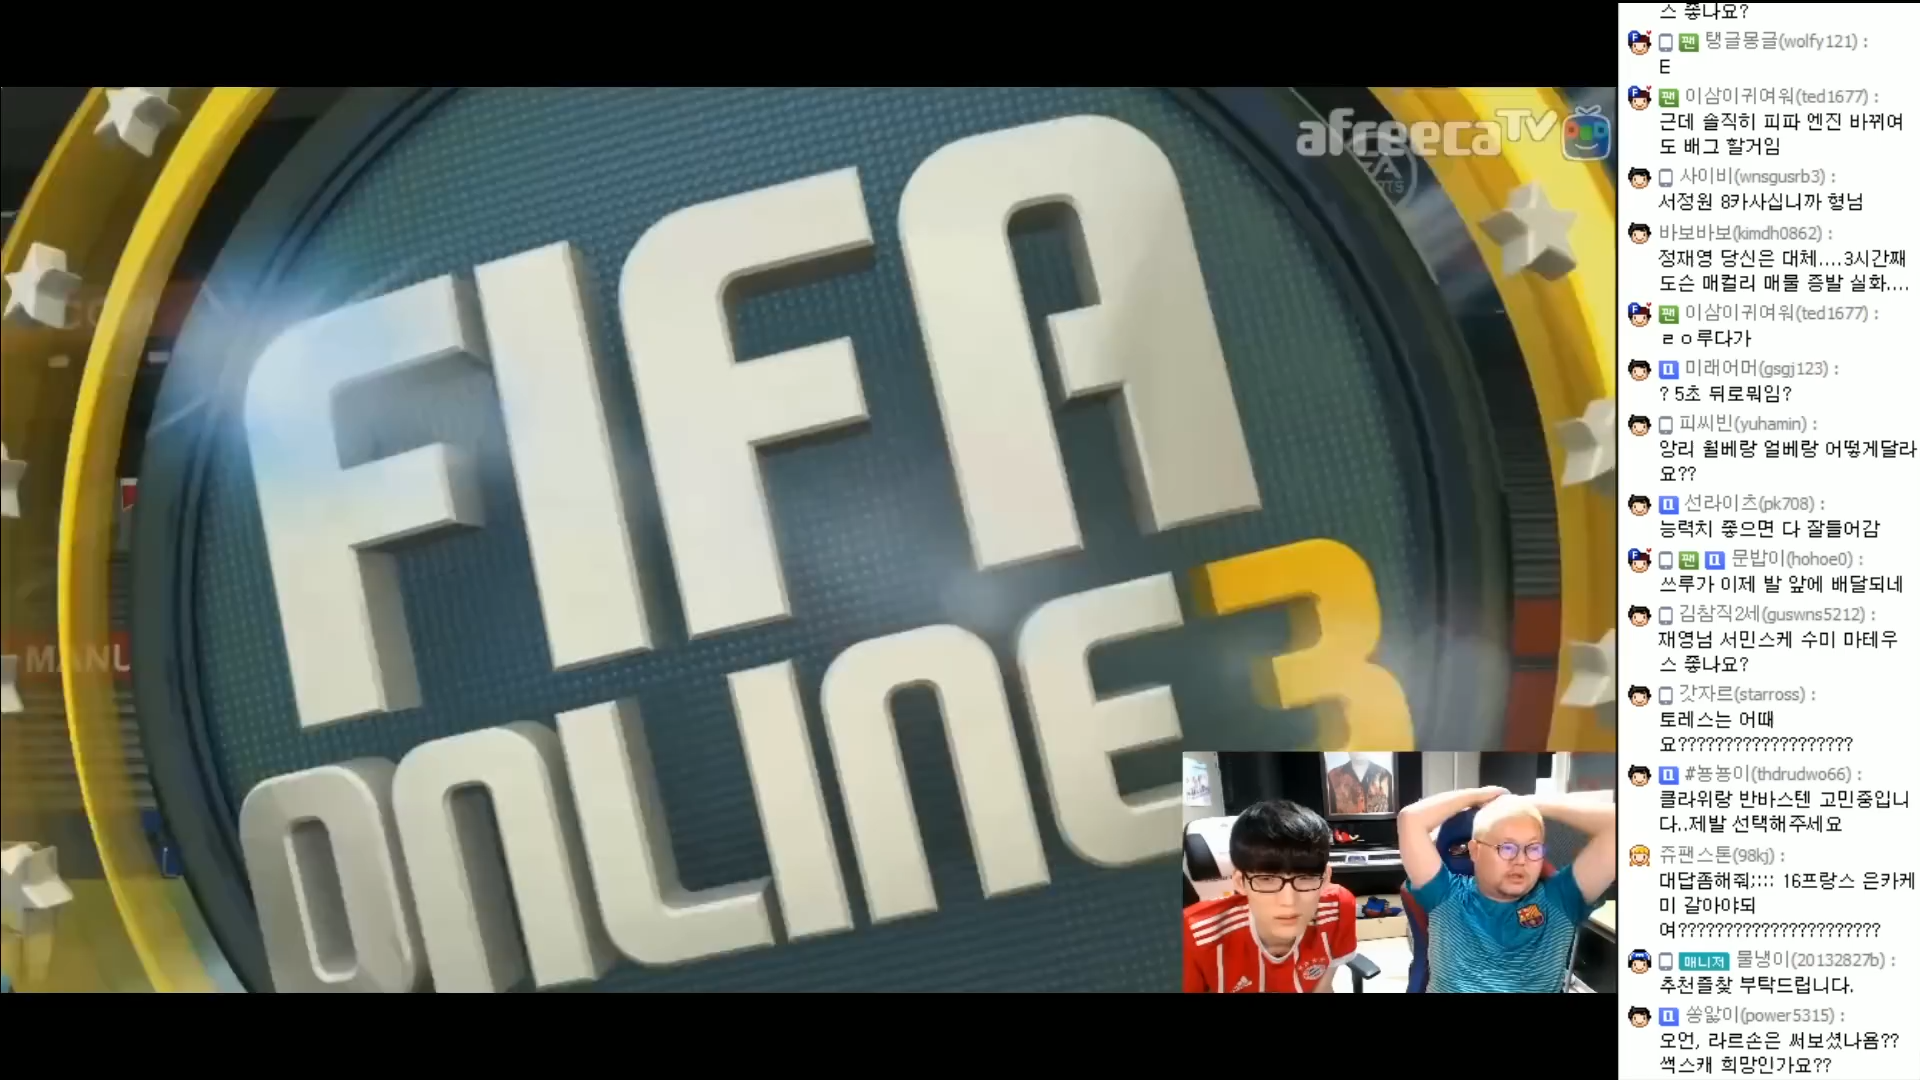 afreecaTV
EA
FIFA
ONLINE 3
MANU
스 좋나요?
팬 탱글몽글(wolfy121) :
E
팬 이삼이귀여워(ted1677) :
근데 솔직히 피파 엔진 바뀌여
도 배그 할거임
사이비(wnsgusrb3) :
서정원 8카사십니까 형님
바보바보(kimdh0862) :
정재영 당신은 대체....3시간째
도슨 매컬리 매물 증발 실화....
팬 이삼이귀여워(ted1677) :
ㄹㅇ루다가
미래어머(gsgj123) :
? 5초 뒤로뭐임?
피씨빈(yuhamin) :
앙리 월베랑 얼베랑 어떻게달라
요??
선라이츠(pk708) :
능력치 좋으면 다 잘들어감
팬 문밥이(hohoe0) :
쓰루가 이제 발 앞에 배달되네
김참직2세(guswns5212) :
재영님 서민스케 수미 마테우
스 좋나요?
갓자르(starross) :
토레스는 어때
요???????????????????
#뇽뇽이(thdrudwo66) :
클라위랑 반바스텐 고민중입니
다..제발 선택해주세요
쥬팬스톤(98kj) :
대답좀해줘;;;; 16프랑스 은카케
미 갈아야되
여??????????????????????
매니저 물냉이(20132827b) :
추천즐찾 부탁드립니다.
쏭앓이(power5315) :
오언, 라르손은 써보셨나욤??
썩스캐 희망인가요??